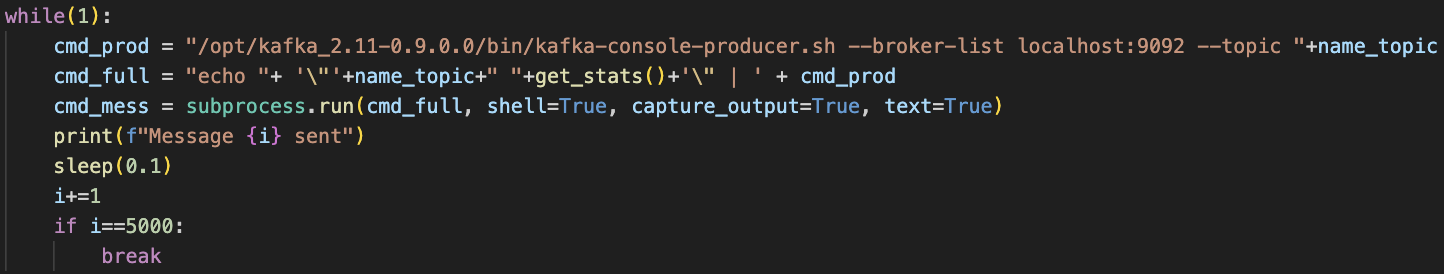 while(1):
    cmd_prod = "/opt/kafka_2.11-0.9.0.0/bin/kafka-console-producer.sh --broker-list localhost:9092 --topic "+name_topic
    cmd_full = "echo "+ '\"'+name_topic+" "+get_stats()+'\" | ' + cmd_prod
    cmd_mess = subprocess.run(cmd_full, shell=True, capture_output=True, text=True)
    print(f"Message {i} sent")
    sleep(0.1)
    i+=1
    if i==5000:
        break